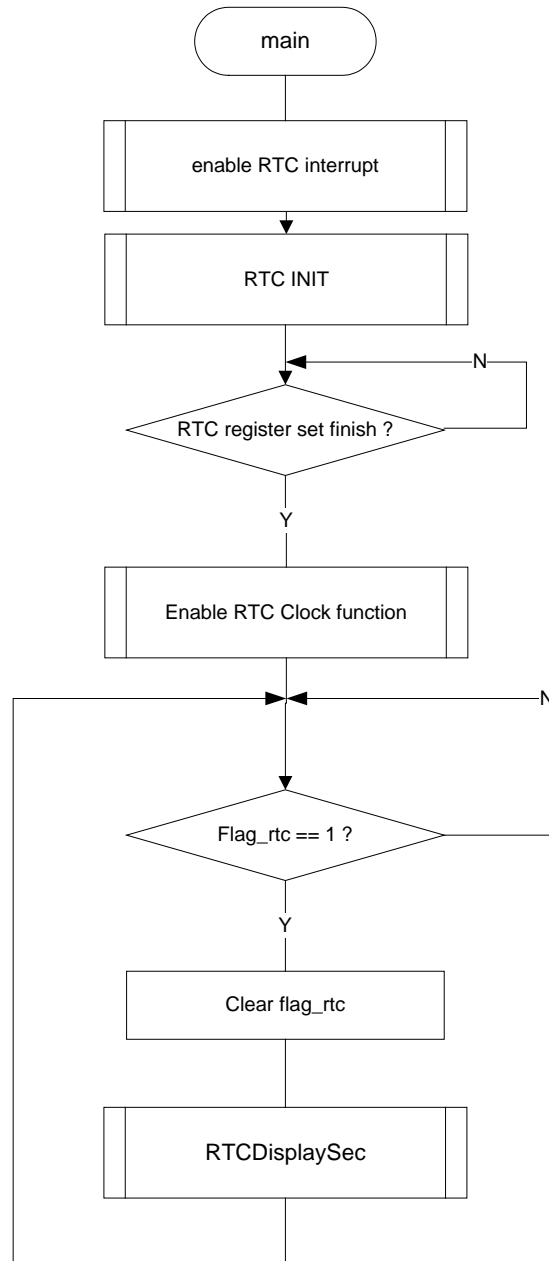 main
enable RTC interrupt
RTC INIT
N
RTC register set finish ?
Y
Enable RTC Clock function
N
Flag_rtc == 1 ?
Y
Clear flag_rtc
RTCDisplaySec